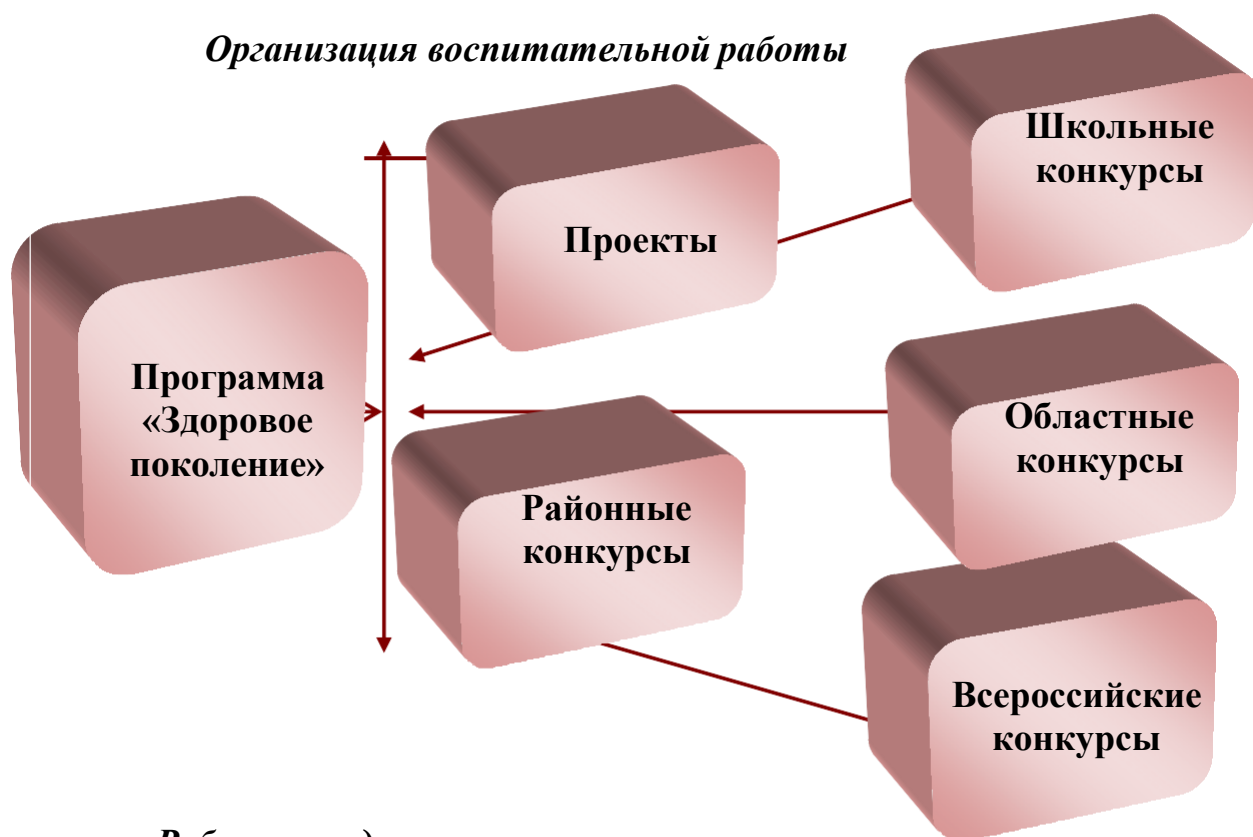 Организация воспитательной работы
Школьные
конкурсы
Проекты
Программа
«Здоровое
поколение»
Областные
конкурсы
Районные
конкурсы
Всероссийские
конкурсы